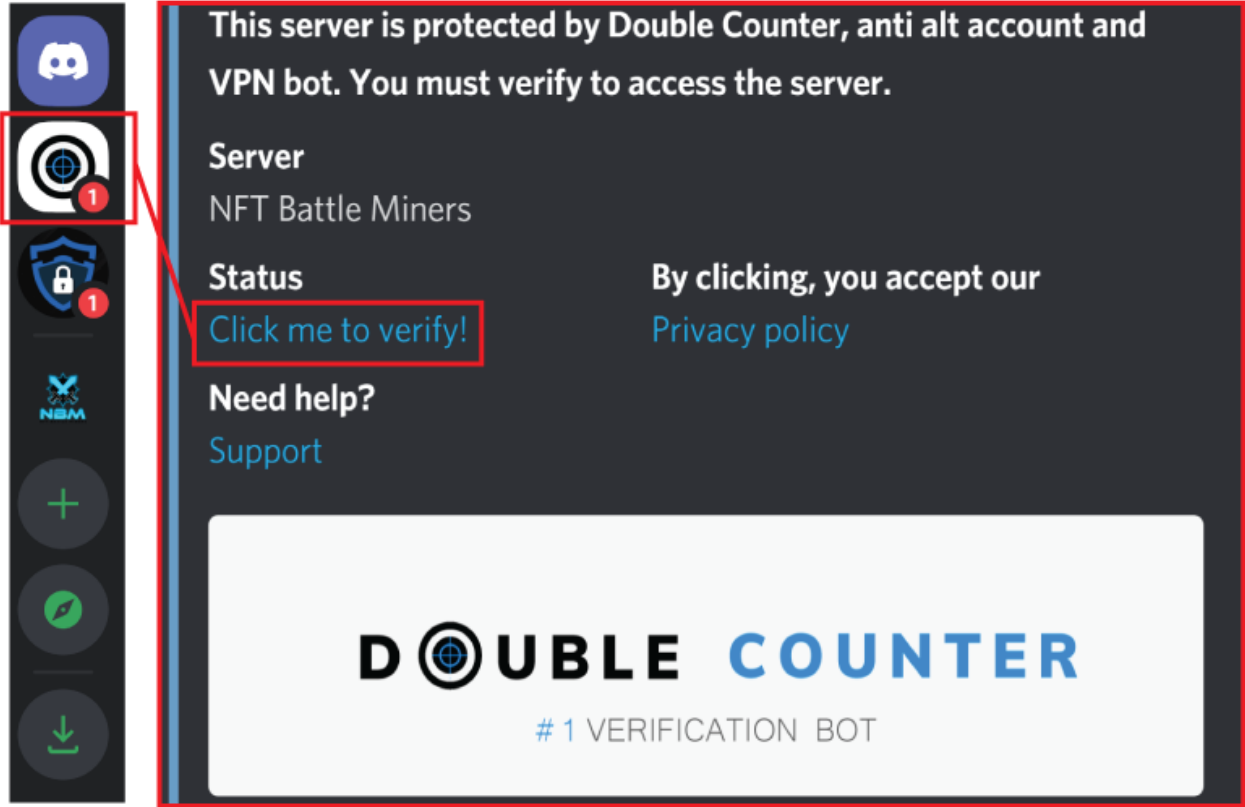 1
1
NBM
This server is protected by Double Counter, anti alt account and
VPN bot. You must verify to access the server.
Server
NFT Battle Miners
Status
By clicking, you accept our
Click me to verify!
Privacy policy
Need help?
Support
DOUBLE COUNTER
# 1 VERIFICATION BOT